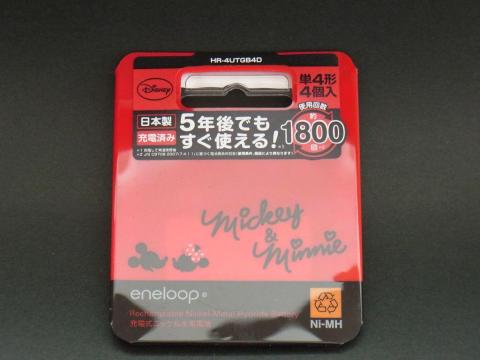 HR-4UTGB4D
Disney
単4形
4個入
日本製
充電済み
5年後でも
すぐ使える!
使用回数
約
1800
回
Mickey
&
Minnie
eneloop®
Rechargeable Nickel-Metal Hydride Battery
充電式ニッケル水素電池
Ni-MH